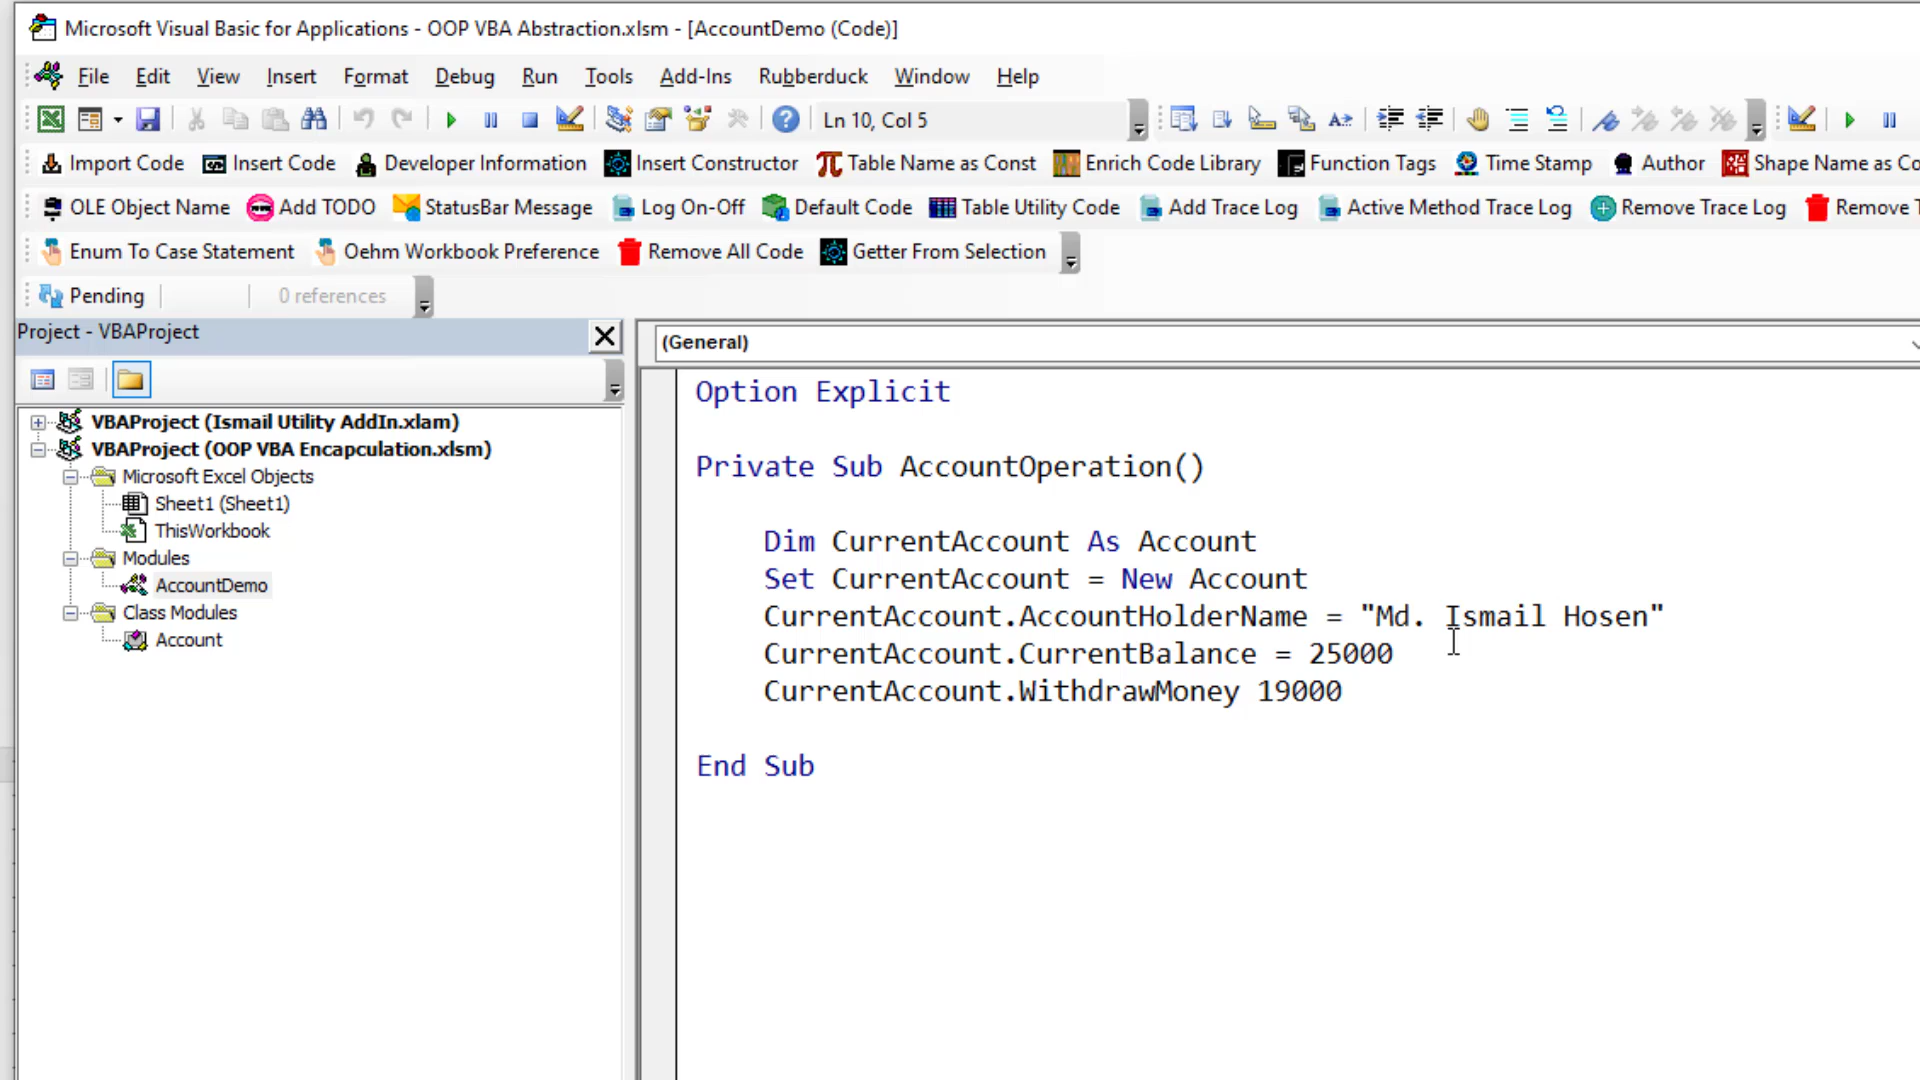 Microsoft Visual Basic for Applications - OOP VBA Abstraction.xlsm - [AccountDemo (Code)]
File Edit View Insert Format Debug Run Tools Add-Ins Rubberduck Window Help
Ln 10, Col 5
Import Code Insert Code Developer Information Insert Constructor Table Name as Const Enrich Code Library Function Tags Time Stamp Author Shape Name as Co
OLE Object Name Add TODO StatusBar Message Log On-Off Default Code Table Utility Code Add Trace Log Active Method Trace Log Remove Trace Log Remove T
Enum To Case Statement Oehm Workbook Preference Remove All Code Getter From Selection
Pending 0 references
Project - VBAProject
(General)
VBAProject (Ismail Utility AddIn.xlam)
VBAProject (OOP VBA Encapculation.xlsm)
Microsoft Excel Objects
Sheet1 (Sheet1)
ThisWorkbook
Modules
AccountDemo
Class Modules
Account
Option Explicit
Private Sub AccountOperation()
Dim CurrentAccount As Account
Set CurrentAccount = New Account
CurrentAccount.AccountHolderName = "Md. Ismail Hosen"
CurrentAccount.CurrentBalance = 25000
CurrentAccount.WithdrawMoney 19000
End Sub